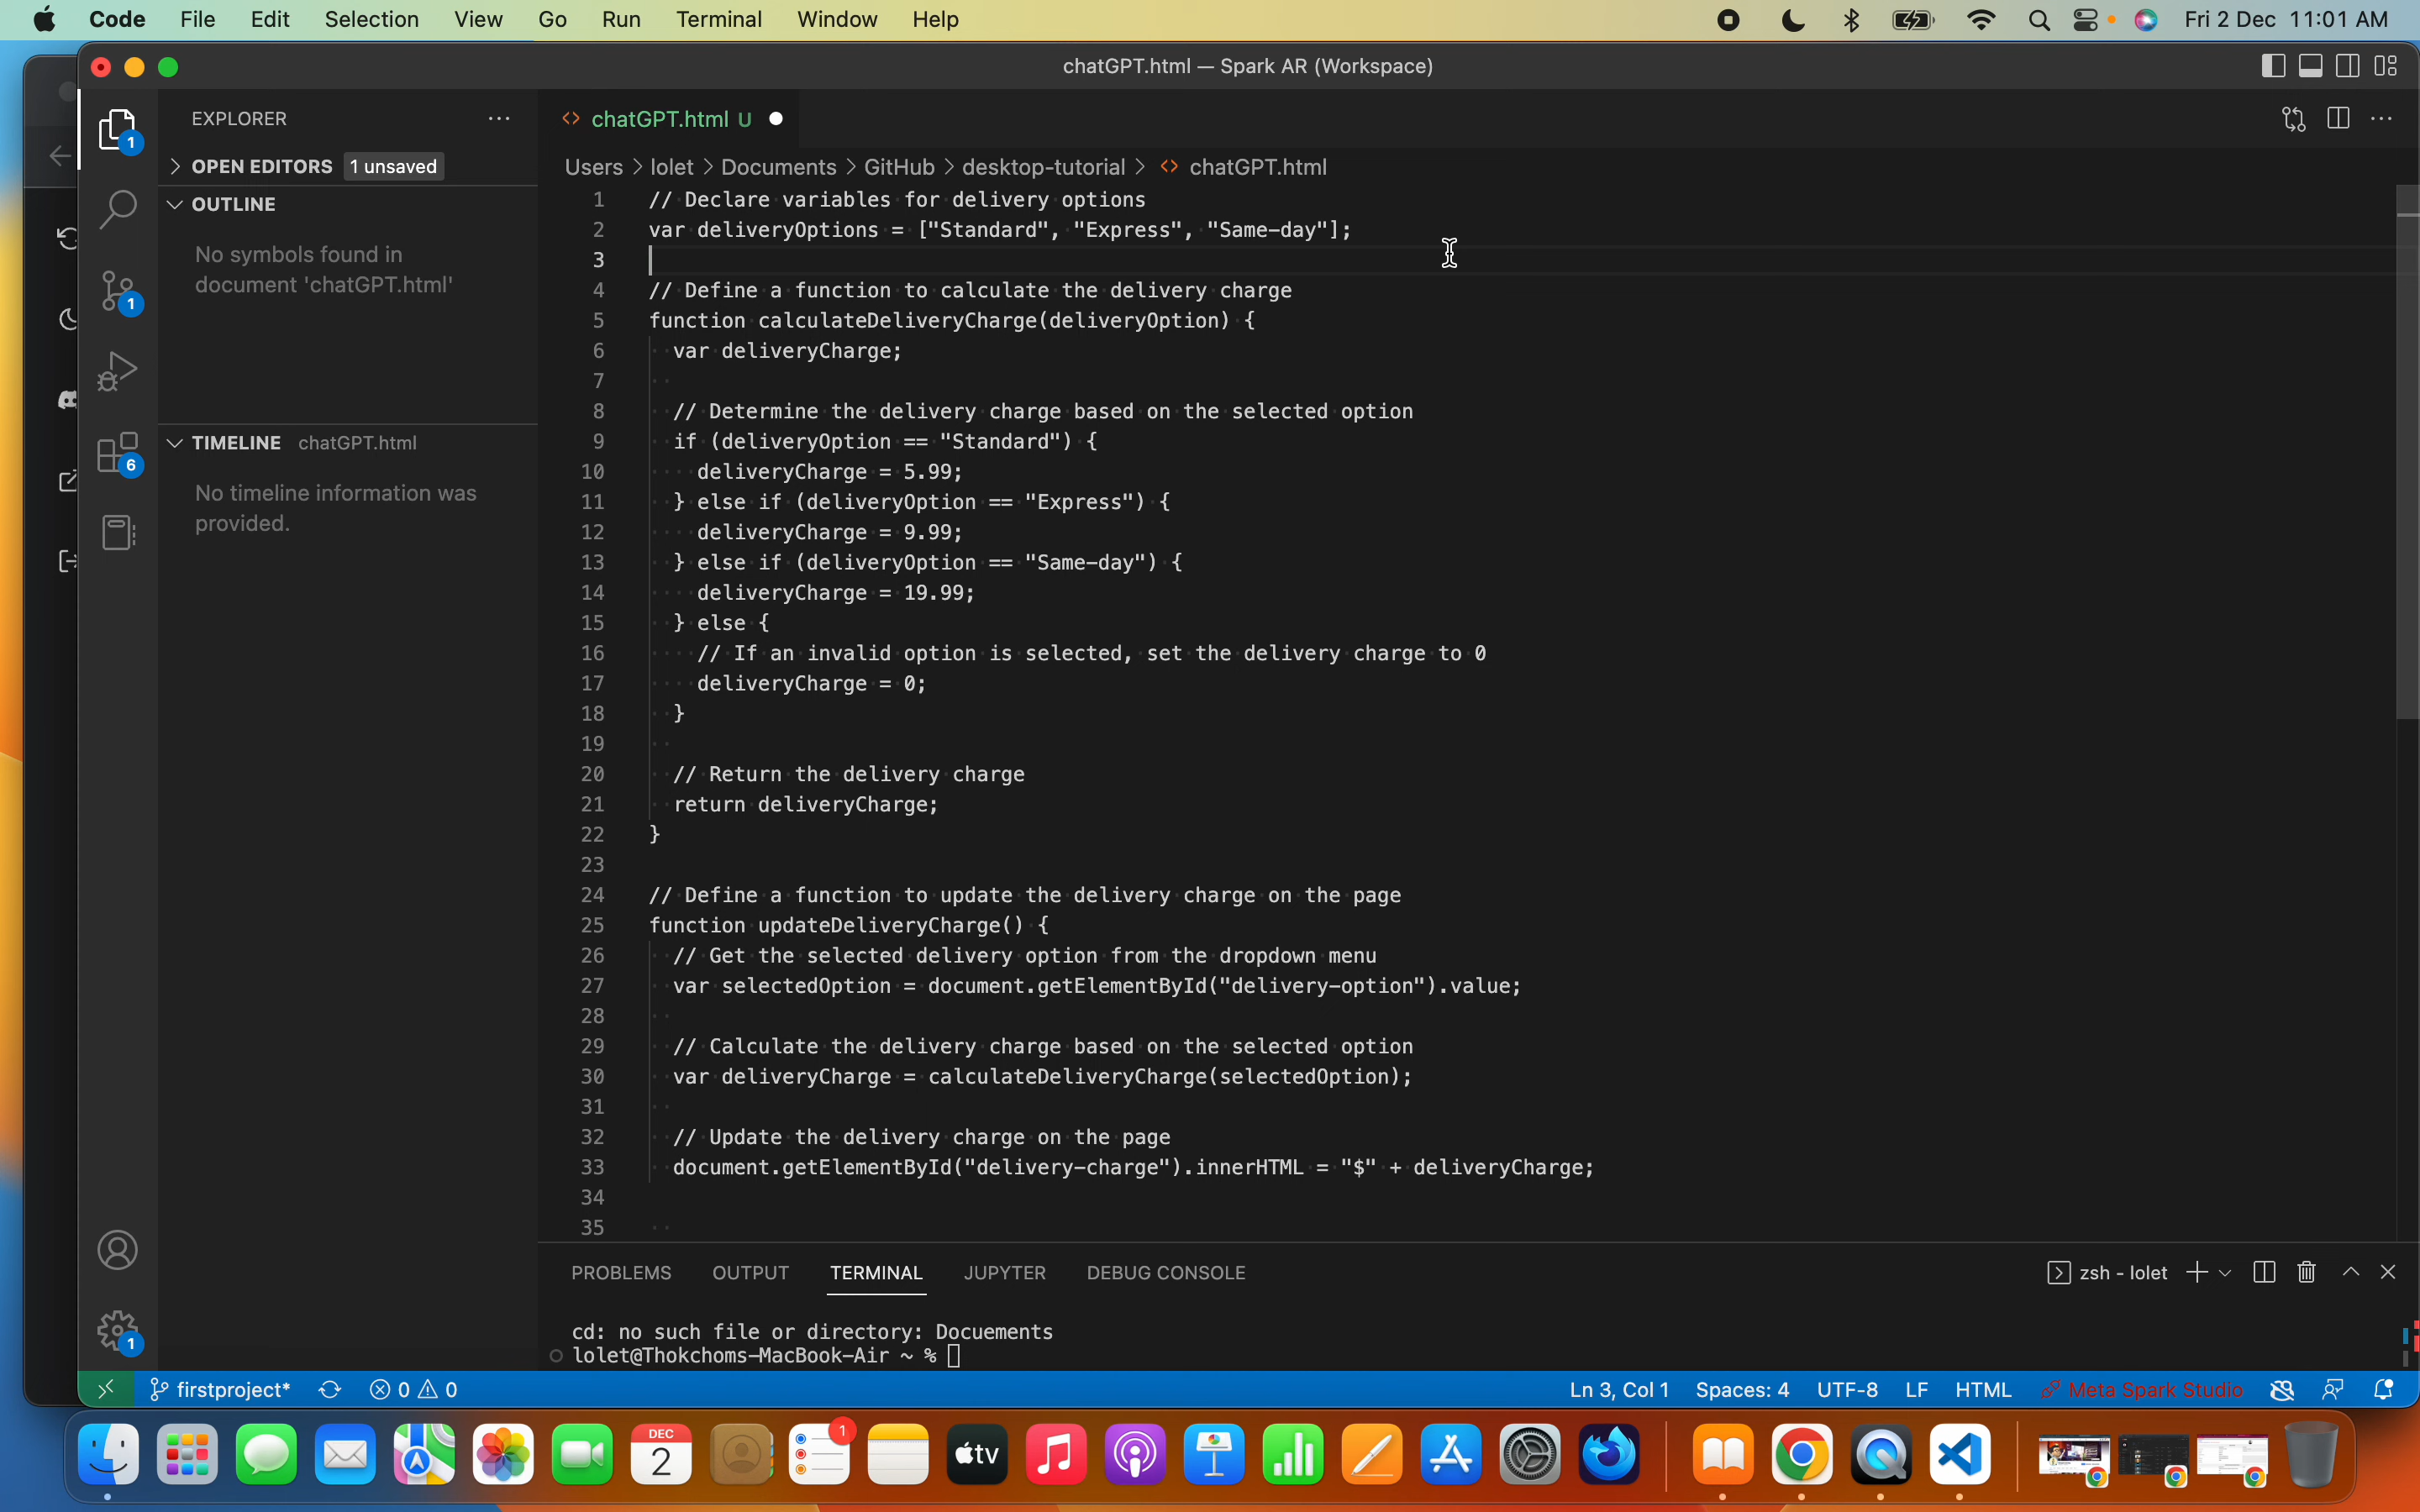 Code File Edit Selection View Go Run Terminal Window Help Fri 2 Dec 11:01 AM
chatGPT.html — Spark AR (Workspace)
EXPLORER
OPEN EDITORS 1 unsaved
OUTLINE
No symbols found in
document 'chatGPT.html'
TIMELINE chatGPT.html
No timeline information was
provided.
1
1
6
1
chatGPT.html U
Users > lolet > Documents > GitHub > desktop-tutorial > chatGPT.html
1 // Declare variables for delivery options
2 var deliveryOptions = ["Standard", "Express", "Same-day"];
3
4 // Define a function to calculate the delivery charge
5 function calculateDeliveryCharge(deliveryOption) {
6 var deliveryCharge;
7
8 // Determine the delivery charge based on the selected option
9 if (deliveryOption == "Standard") {
10 deliveryCharge = 5.99;
11 } else if (deliveryOption == "Express") {
12 deliveryCharge = 9.99;
13 } else if (deliveryOption == "Same-day") {
14 deliveryCharge = 19.99;
15 } else {
16 // If an invalid option is selected, set the delivery charge to 0
17 deliveryCharge = 0;
18 }
19
20 // Return the delivery charge
21 return deliveryCharge;
22 }
23
24 // Define a function to update the delivery charge on the page
25 function updateDeliveryCharge() {
26 // Get the selected delivery option from the dropdown menu
27 var selectedOption = document.getElementById("delivery-option").value;
28
29 // Calculate the delivery charge based on the selected option
30 var deliveryCharge = calculateDeliveryCharge(selectedOption);
31
32 // Update the delivery charge on the page
33 document.getElementById("delivery-charge").innerHTML = "$" + deliveryCharge;
34
35
PROBLEMS OUTPUT TERMINAL JUPYTER DEBUG CONSOLE zsh - lolet
cd: no such file or directory: Docuements
lolet@Thokchoms-MacBook-Air ~ %
firstproject* 0 0 Ln 3, Col 1 Spaces: 4 UTF-8 LF HTML Meta Spark Studio
DEC
2
1
tv